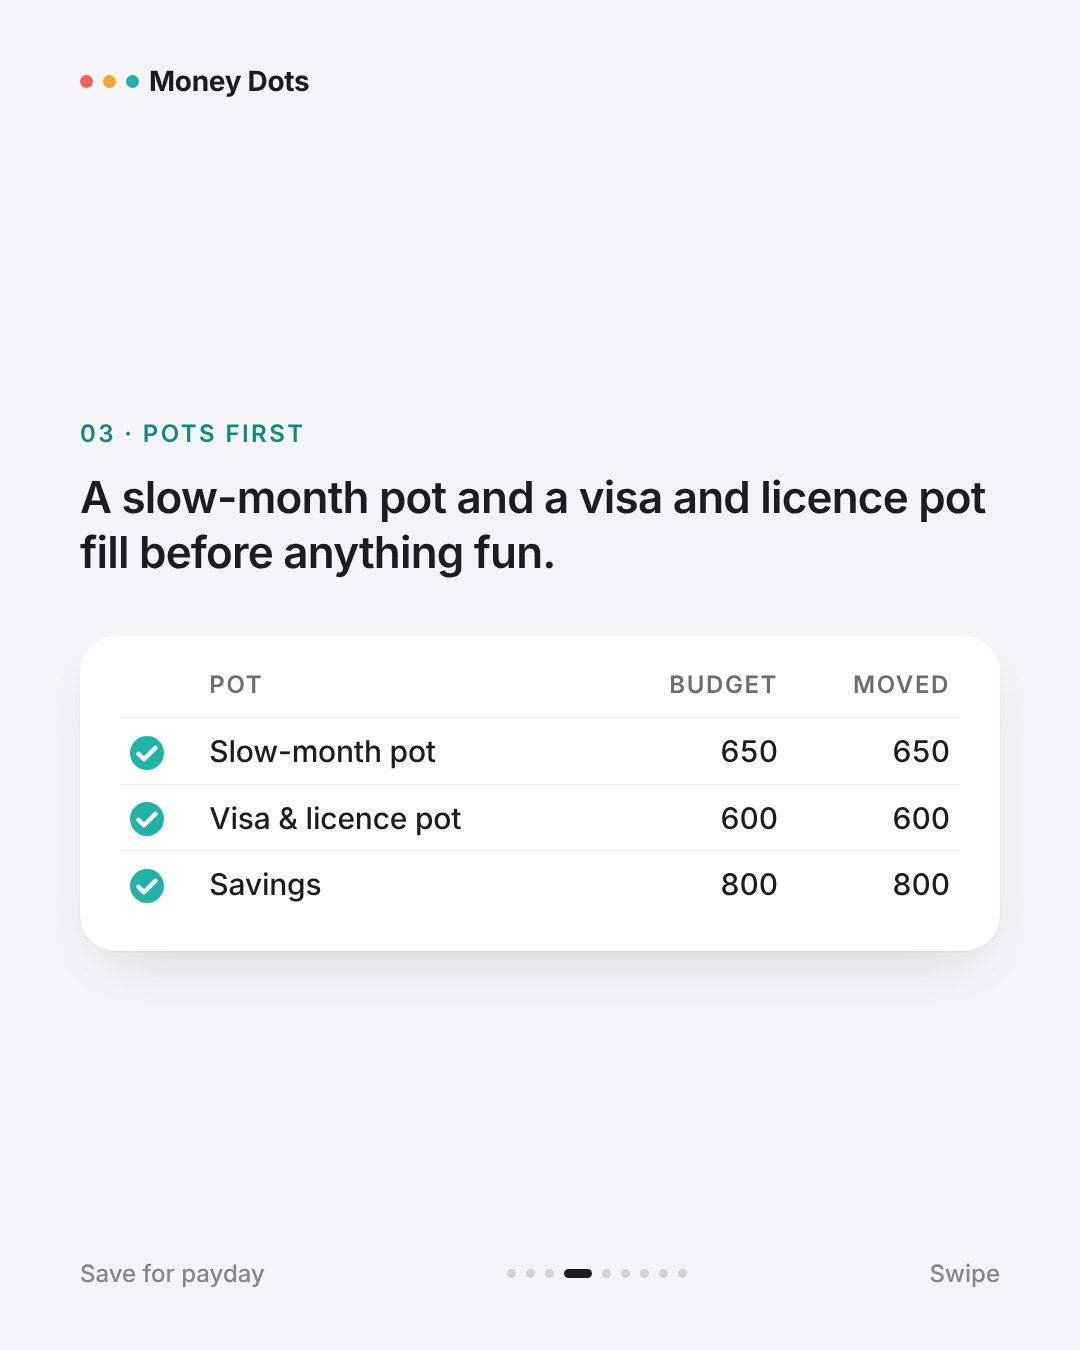 Money Dots
03 · POTS FIRST
A slow-month pot and a visa and licence pot
fill before anything fun.
POT BUDGET MOVED
Slow-month pot 650 650
Visa & licence pot 600 600
Savings 800 800
Save for payday Swipe